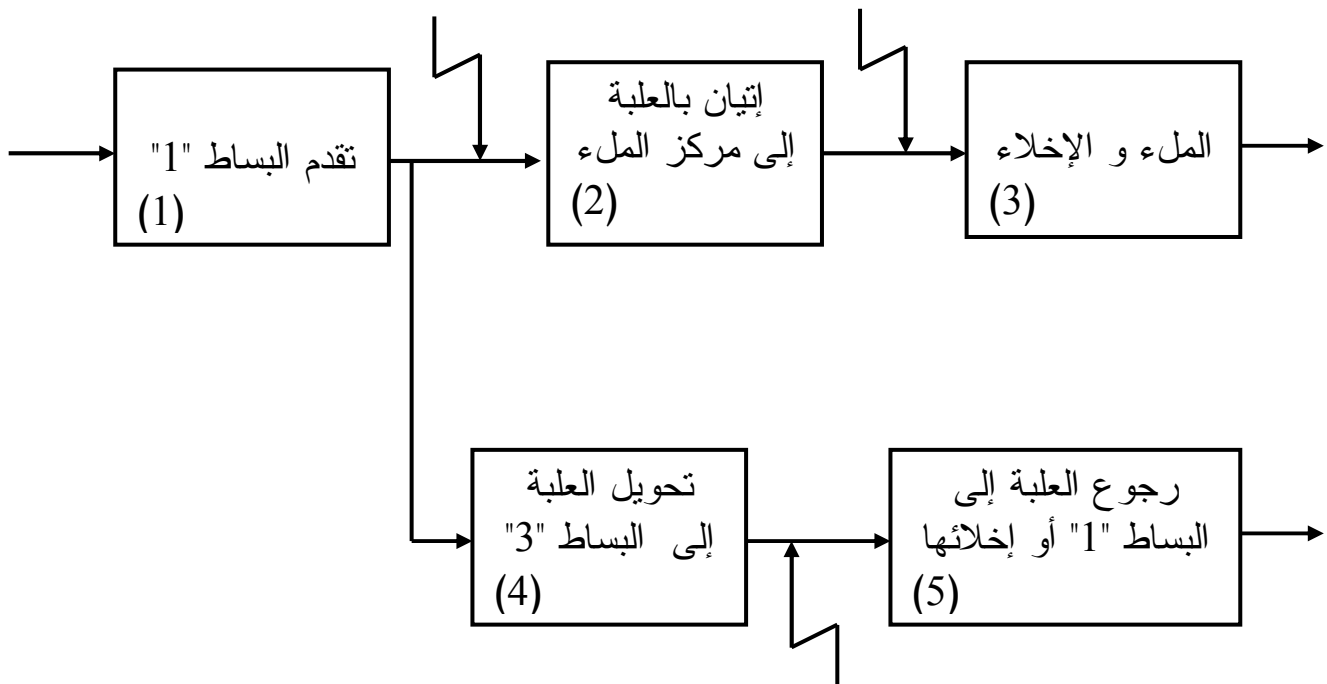 تقدم البساط "1"
(1)
إتيان بالعلبة
إلى مركز الملء
(2)
الملء و الإخلاء
(3)
تحويل العلبة
إلى البساط "3"
(4)
رجوع العلبة إلى
البساط "1" أو إخلائها
(5)